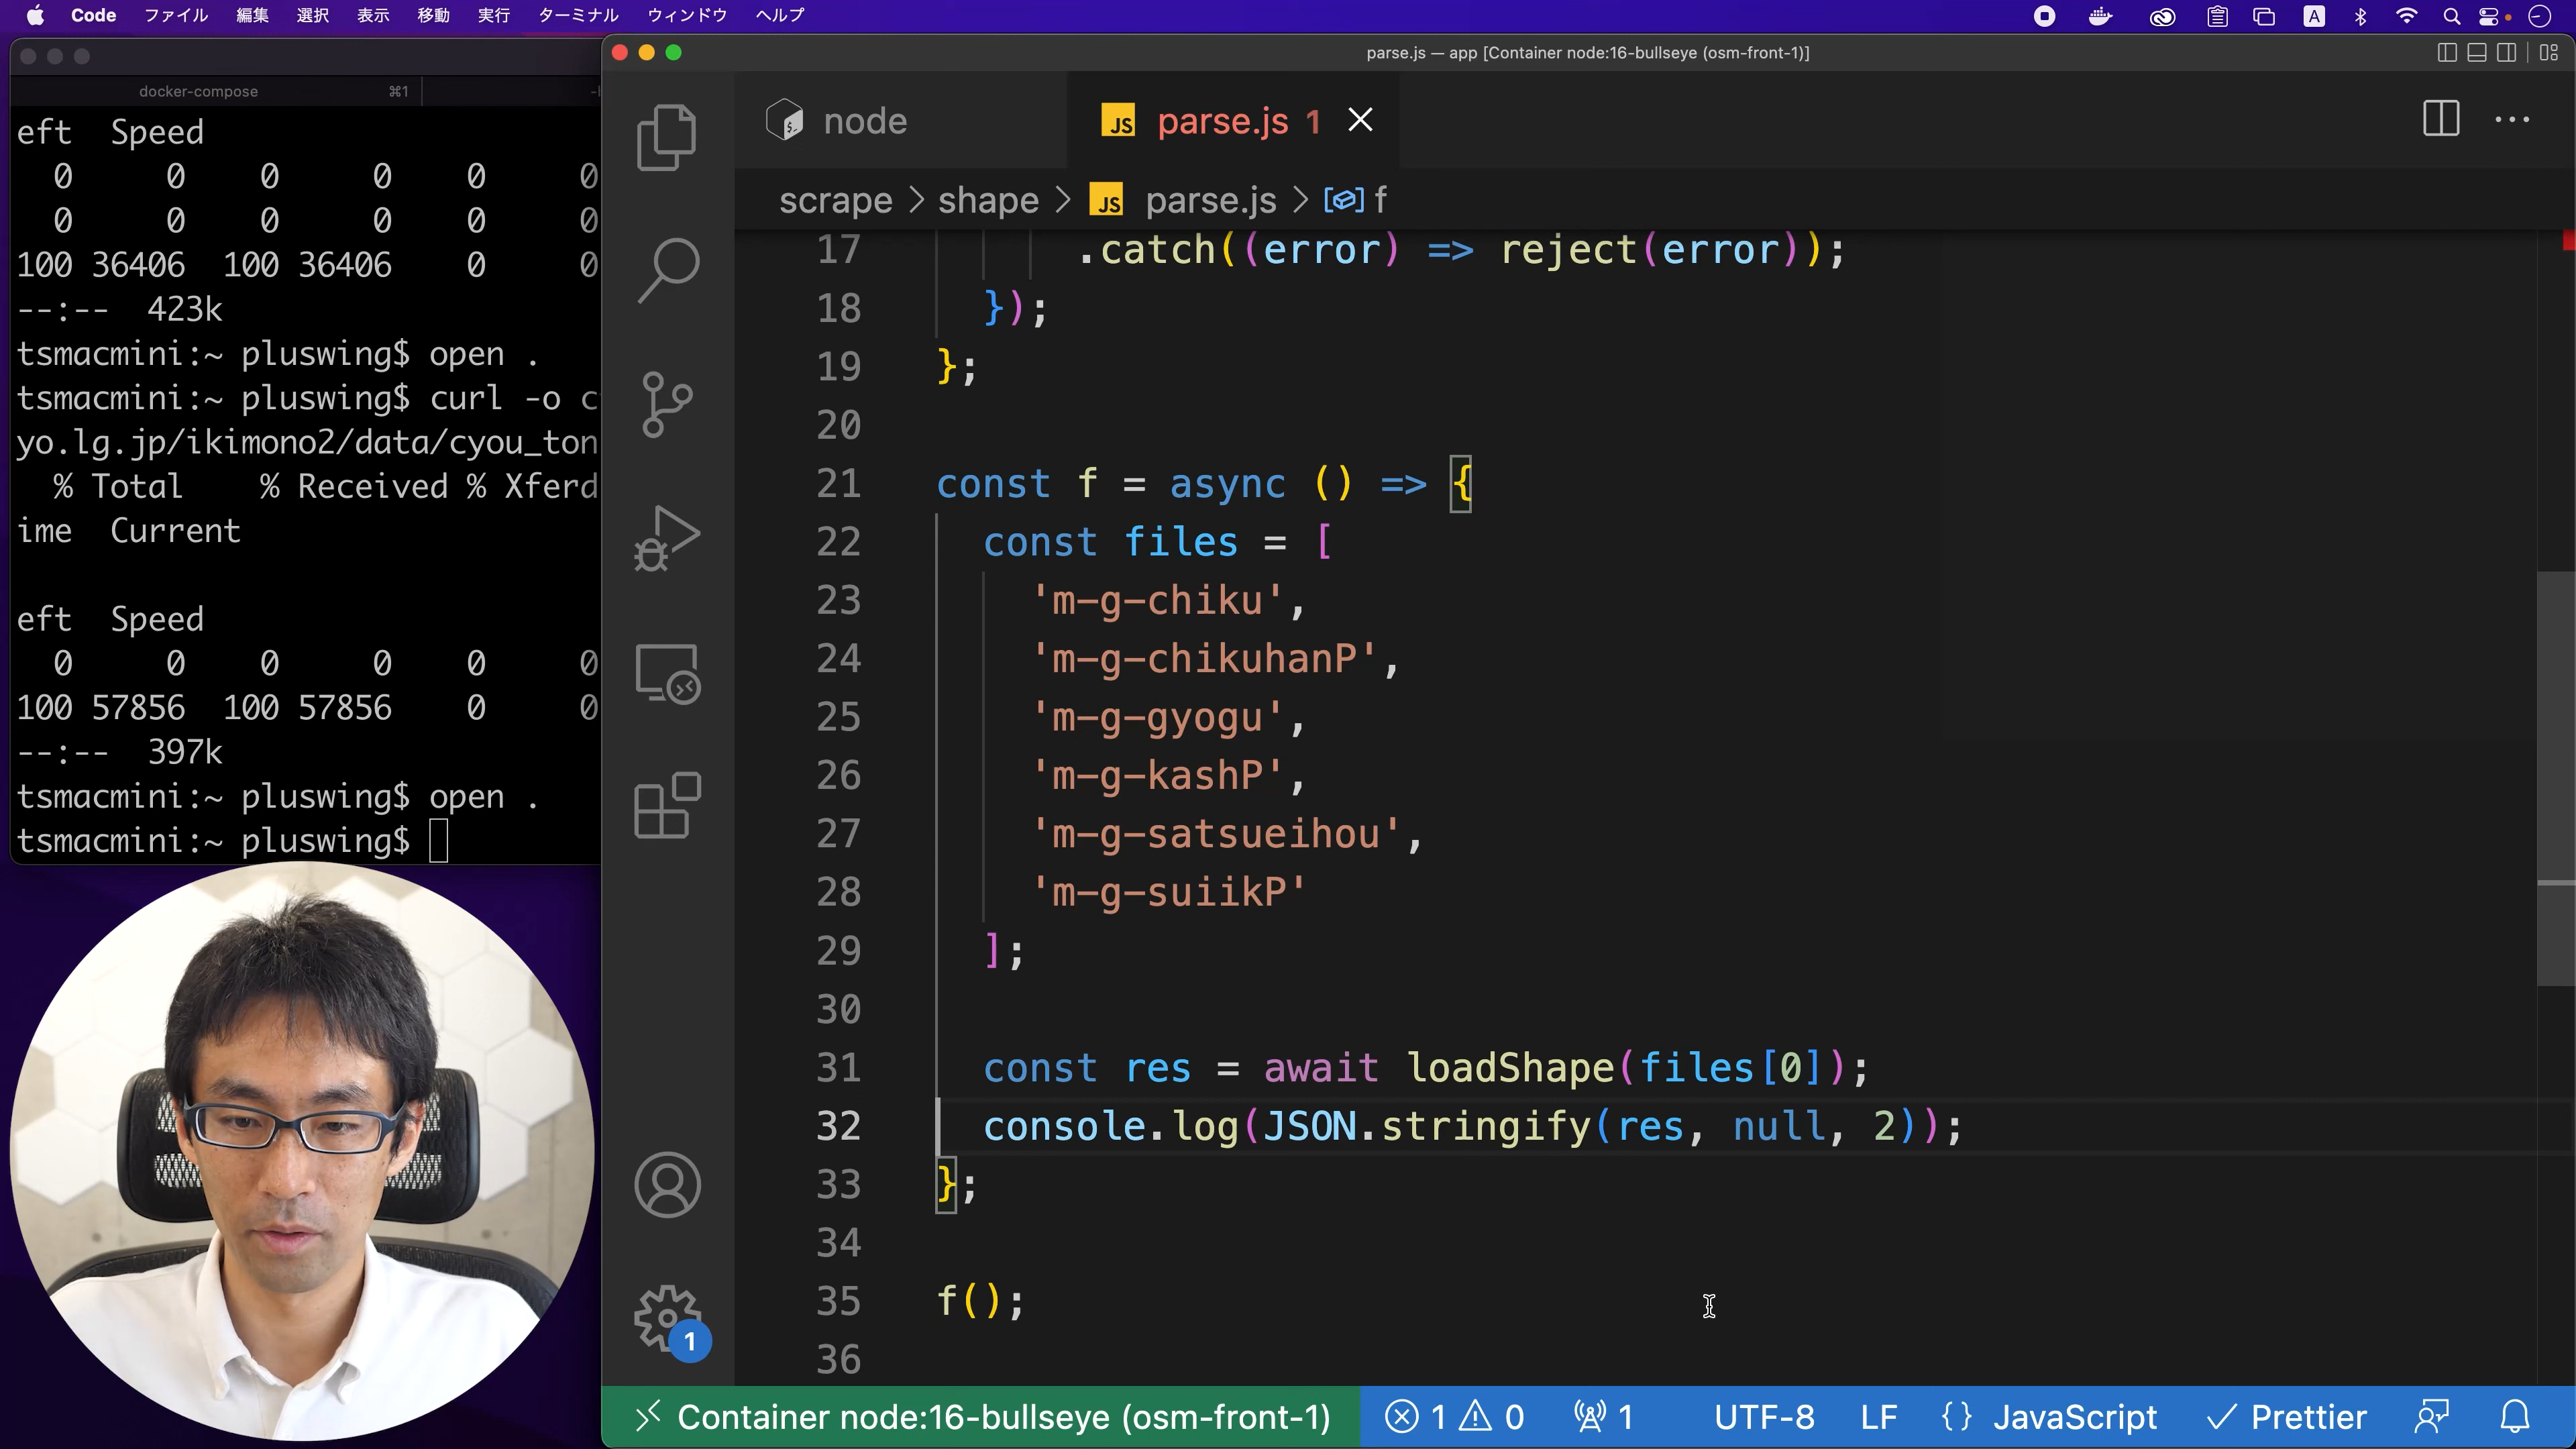 Code ファイル 編集 選択 表示 移動 実行 ターミナル ウィンドウ ヘルプ A
docker-compose ⌘1
eft Speed
0 0 0 0 0 0
0 0 0 0 0 0
100 36406 100 36406 0 0
--:-- 423k
tsmacmini:~ pluswing$ open .
tsmacmini:~ pluswing$ curl -o c
yo.lg.jp/ikimono2/data/cyou_ton
% Total % Received % Xferd
ime Current
eft Speed
0 0 0 0 0 0
100 57856 100 57856 0 0
--:-- 397k
tsmacmini:~ pluswing$ open .
tsmacmini:~ pluswing$
parse.js — app [Container node:16-bullseye (osm-front-1)]
node JS parse.js 1
scrape > shape > JS parse.js > f
17 .catch((error) => reject(error));
18 });
19 };
20
21 const f = async () => {
22 const files = [
23 'm-g-chiku',
24 'm-g-chikuhanP',
25 'm-g-gyogu',
26 'm-g-kashP',
27 'm-g-satsueihou',
28 'm-g-suiikP'
29 ];
30
31 const res = await loadShape(files[0]);
32 console.log(JSON.stringify(res, null, 2));
33 };
34
35 f();
36
1
Container node:16-bullseye (osm-front-1) 1 0 1 UTF-8 LF {} JavaScript Prettier